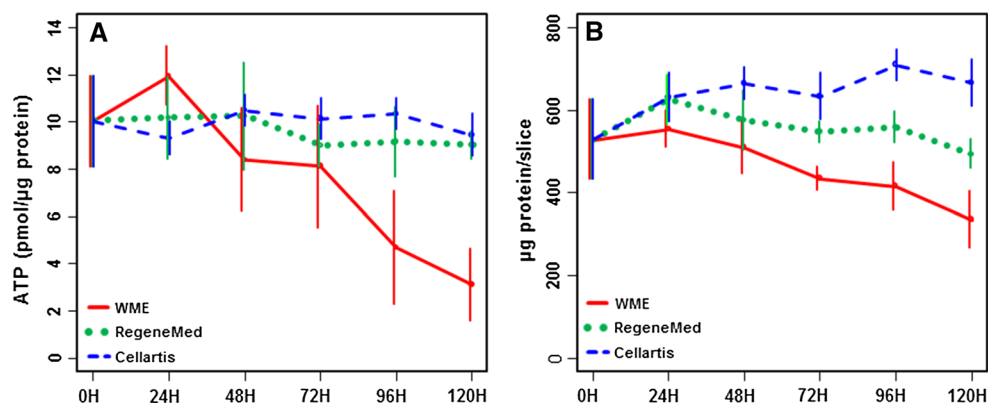 A
ATP (pmol/µg protein)
14
12
10
8
6
4
2
0
WME
RegeneMed
Cellartis
0H 24H 48H 72H 96H 120H
B
µg protein/slice
800
600
400
200
0
WME
RegeneMed
Cellartis
0H 24H 48H 72H 96H 120H